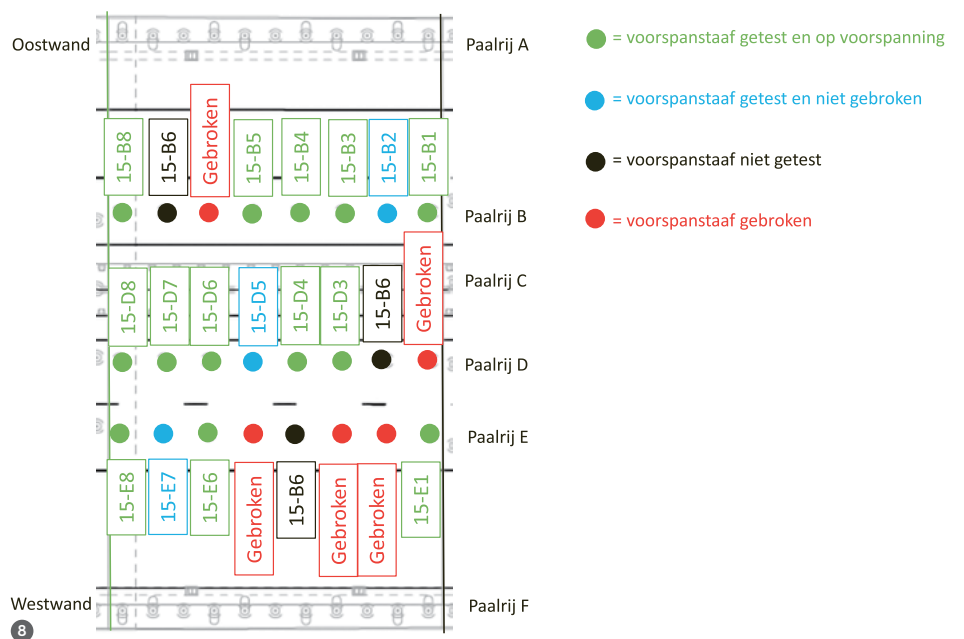 Oostwand
Paalrij A
= voorspanstaaf getest en op voorspanning
= voorspanstaaf getest en niet gebroken
= voorspanstaaf niet getest
= voorspanstaaf gebroken
15-B8
15-B6
Gebroken
15-B5
15-B4
15-B3
15-B2
15-B1
Paalrij B
Paalrij C
15-D8
15-D7
15-D6
15-D5
15-D4
15-D3
15-B6
Gebroken
Paalrij D
Paalrij E
15-E8
15-E7
15-E6
Gebroken
15-B6
Gebroken
Gebroken
15-E1
Westwand
Paalrij F
8